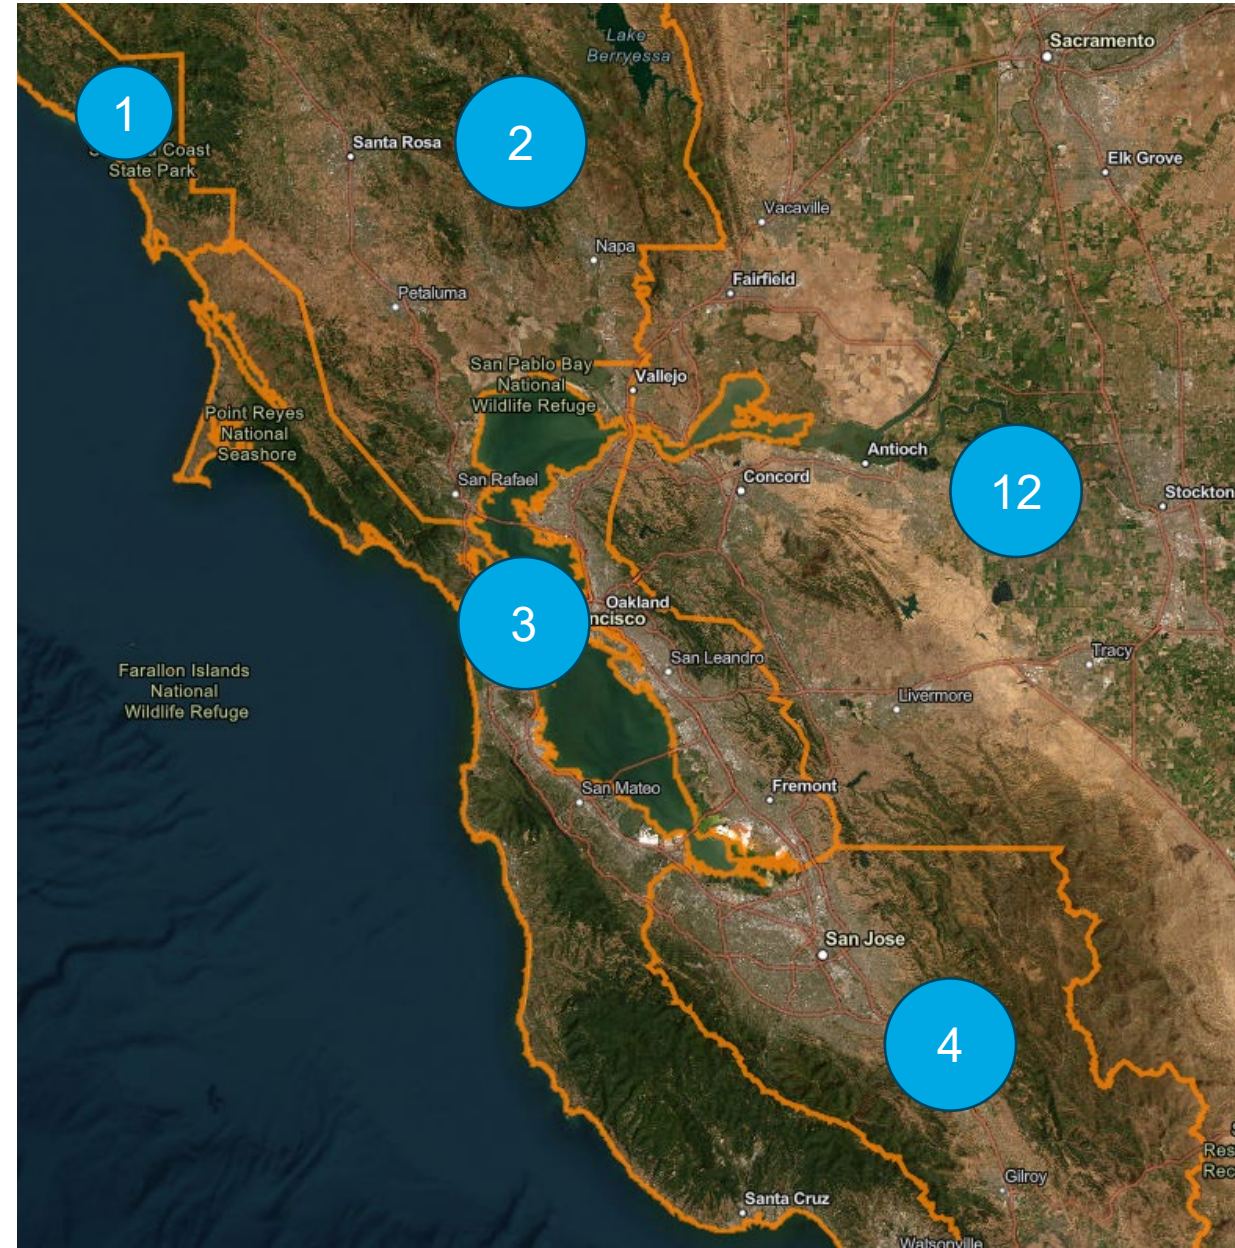 Lake
Berryessa
Sacramento
1
2
Coast
State Park
Santa Rosa
Elk Grove
Vacaville
Napa
Fairfield
Petaluma
San Pablo Bay
National
Wildlife Refuge
Vallejo
Point Reyes
National
Seashore
Antioch
San Rafael
Concord
12
Stockton
3
Oakland
ncisco
San Leandro
Tracy
Farallon Islands
National
Wildlife Refuge
Livermore
San Mateo
Fremont
San Jose
4
Gilroy
Res
Rec
Santa Cruz
Watsonville